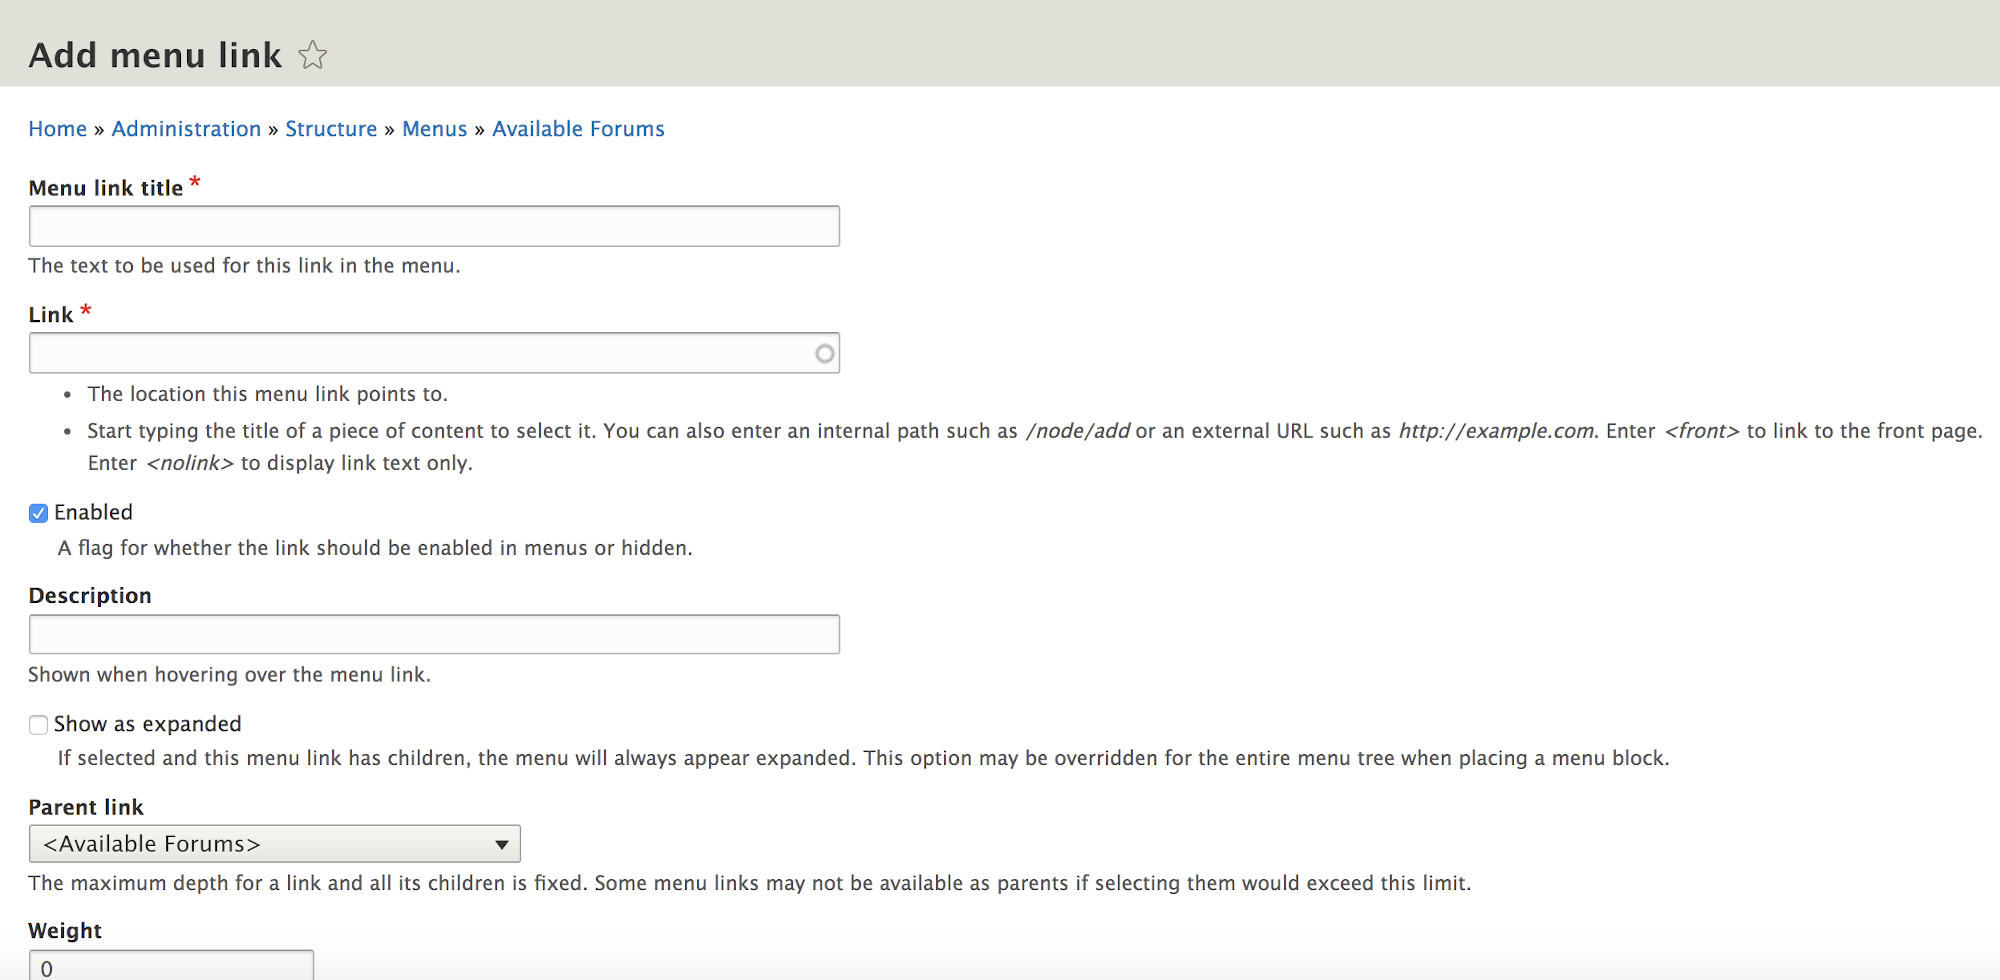 Add menu link
Home » Administration » Structure » Menus » Available Forums
Menu link title *
The text to be used for this link in the menu.
Link *
• The location this menu link points to.
• Start typing the title of a piece of content to select it. You can also enter an internal path such as /node/add or an external URL such as http://example.com. Enter <front> to link to the front page.
Enter <nolink> to display link text only.
Enabled
A flag for whether the link should be enabled in menus or hidden.
Description
Shown when hovering over the menu link.
Show as expanded
If selected and this menu link has children, the menu will always appear expanded. This option may be overridden for the entire menu tree when placing a menu block.
Parent link
<Available Forums>
The maximum depth for a link and all its children is fixed. Some menu links may not be available as parents if selecting them would exceed this limit.
Weight
0